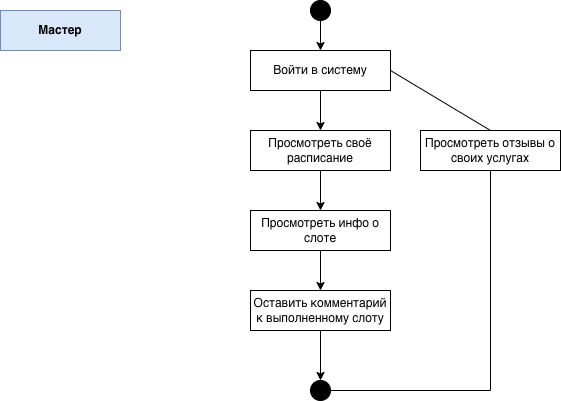 Мастер
Войти в систему
Просмотреть своё
расписание
Просмотреть отзывы о
своих услугах
Просмотреть инфо о
слоте
Оставить комментарий
к выполненному слоту